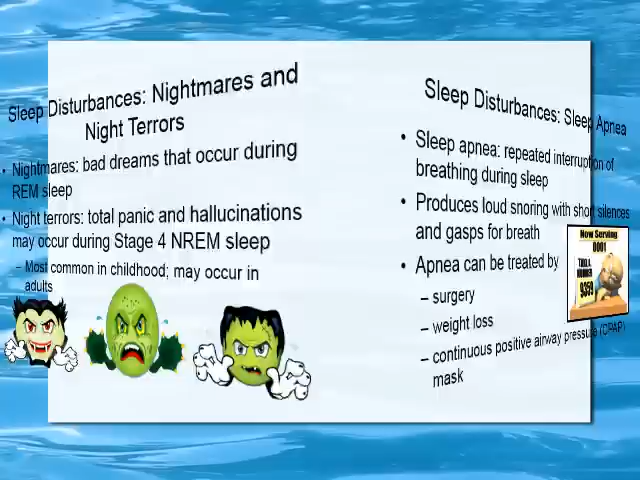 Sleep Disturbances: Nightmares and
Night Terrors
• Nightmares: bad dreams that occur during
REM sleep
• Night terrors: total panic and hallucinations
may occur during Stage 4 NREM sleep
– Most common in childhood; may occur in
adults
Sleep Disturbances: Sleep Apnea
• Sleep apnea: repeated interruption of
breathing during sleep
• Produces loud snoring with short silences
and gasps for breath
• Apnea can be treated by
– surgery
– weight loss
– continuous positive airway pressure (CPAP)
mask
Now Serving
0001